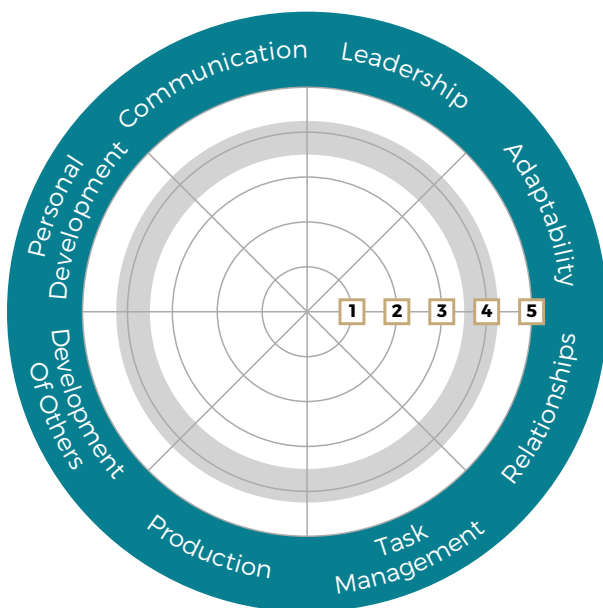 Communication
Leadership
Adaptability
Relationships
Task
Management
Production
Development
Of Others
Personal
Development
1 2 3 4 5